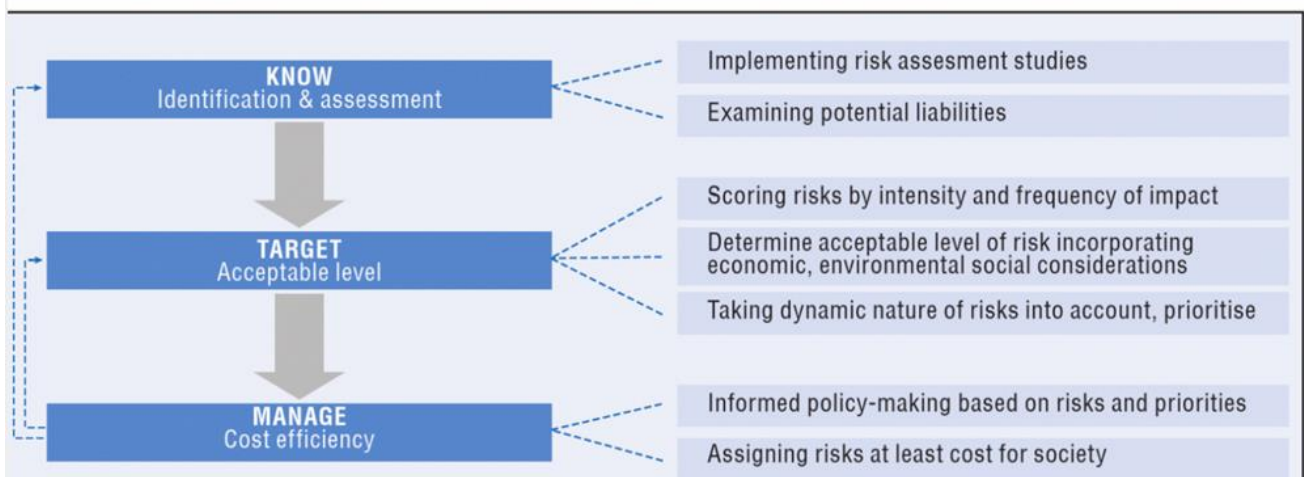 KNOW
Identification & assessment
Implementing risk assesment studies
Examining potential liabilities
TARGET
Acceptable level
Scoring risks by intensity and frequency of impact
Determine acceptable level of risk incorporating
economic, environmental social considerations
Taking dynamic nature of risks into account, prioritise
MANAGE
Cost efficiency
Informed policy-making based on risks and priorities
Assigning risks at least cost for society